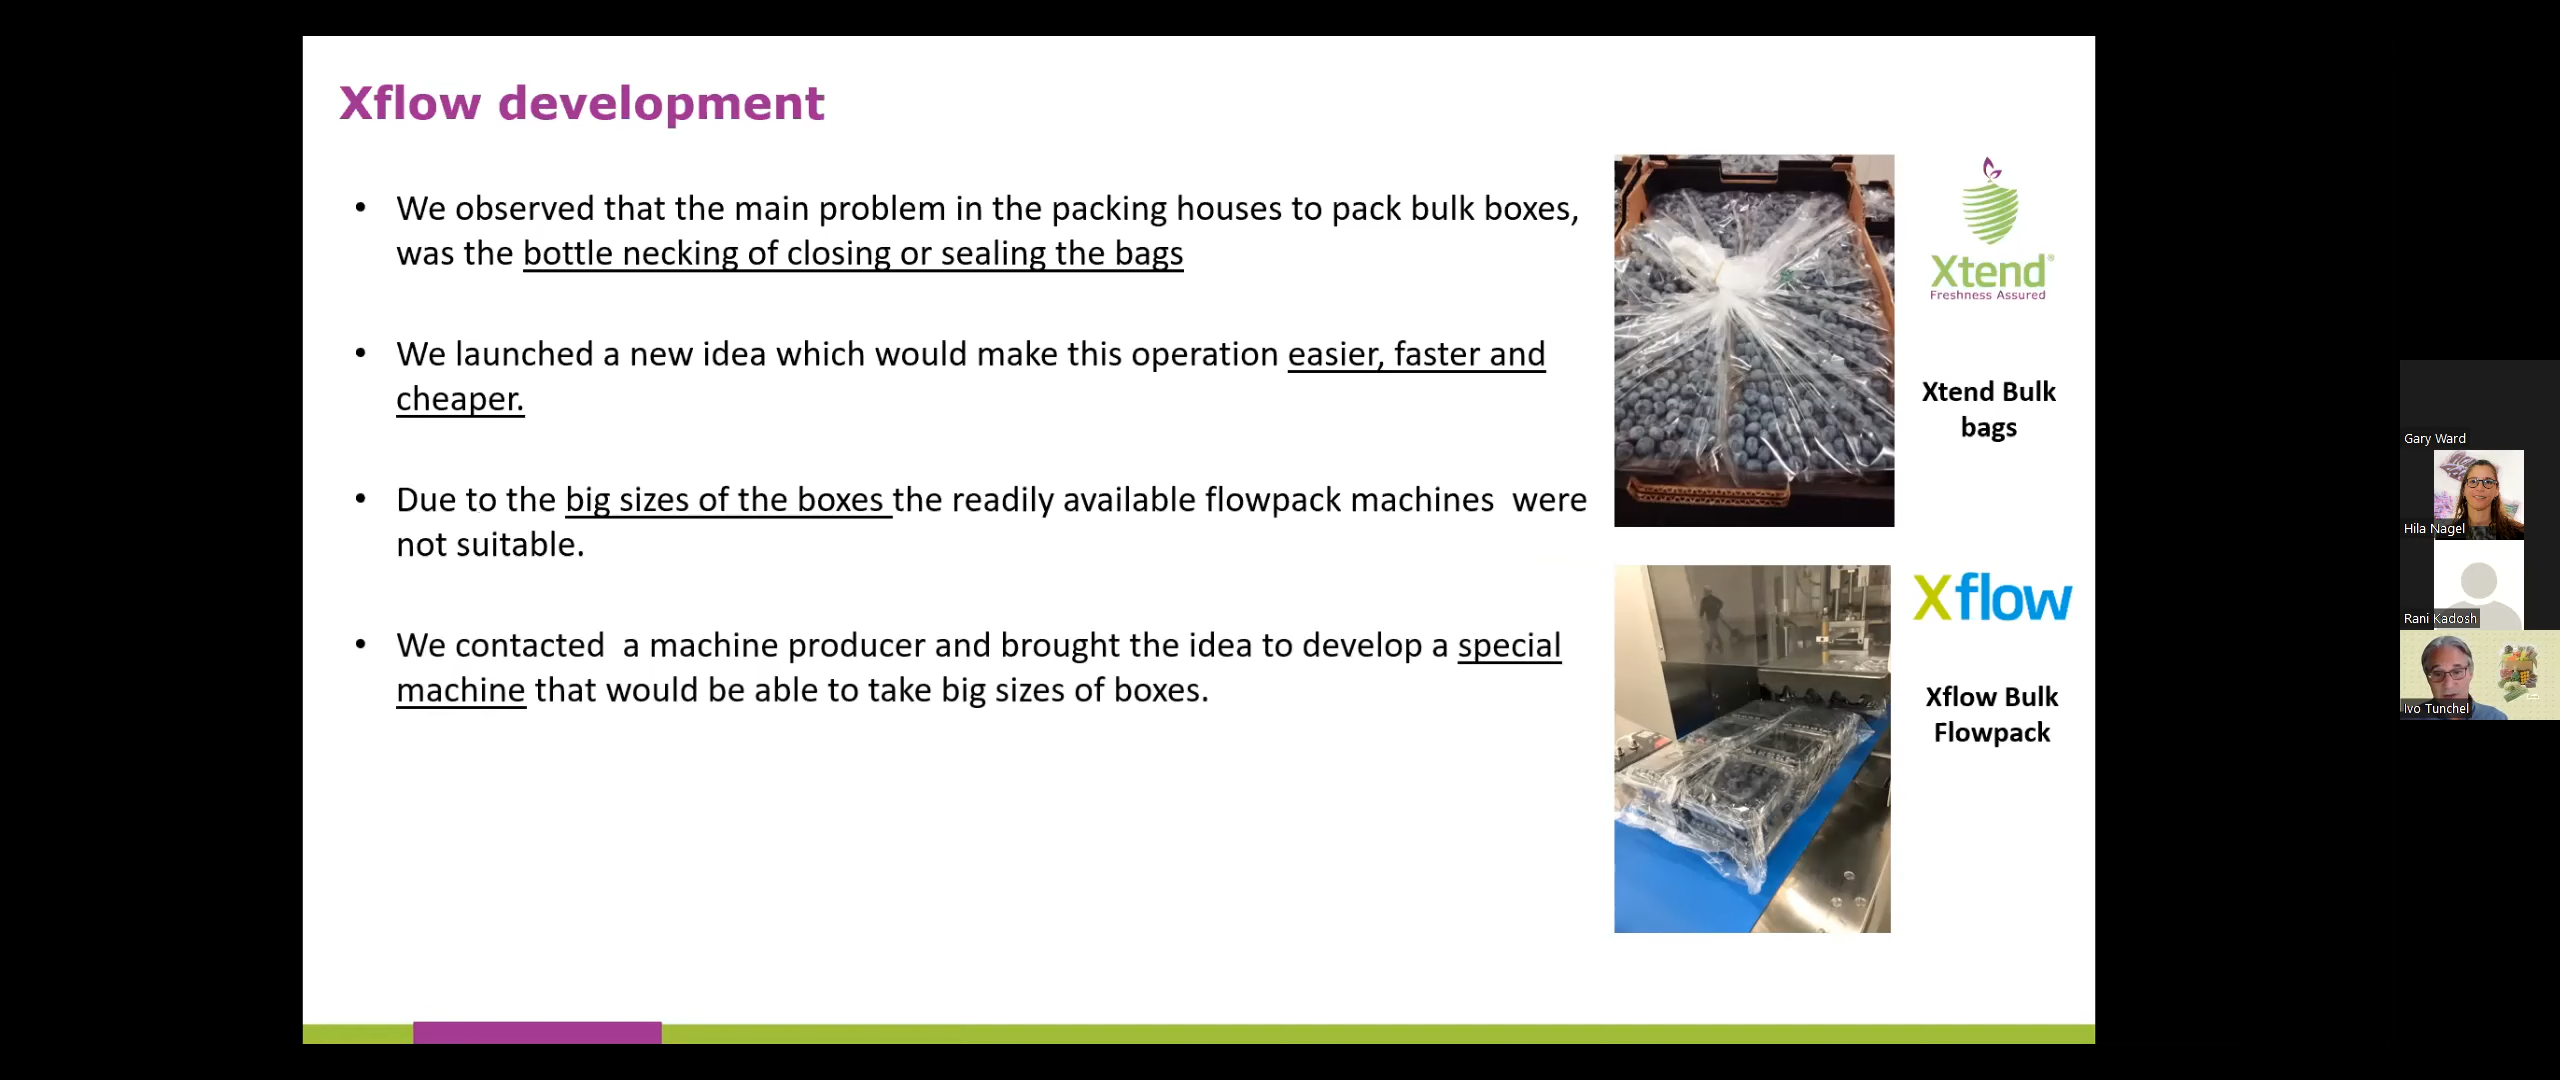 Xflow development
• We observed that the main problem in the packing houses to pack bulk boxes,
was the bottle necking of closing or sealing the bags
• We launched a new idea which would make this operation easier, faster and
cheaper.
• Due to the big sizes of the boxes the readily available flowpack machines  were
not suitable.
• We contacted  a machine producer and brought the idea to develop a special
machine that would be able to take big sizes of boxes.
Xtend®
Freshness Assured
Xtend Bulk
bags
Xflow
Xflow Bulk
Flowpack
Gary Ward
Hila Nagel
Rani Kadosh
Ivo Tunchel